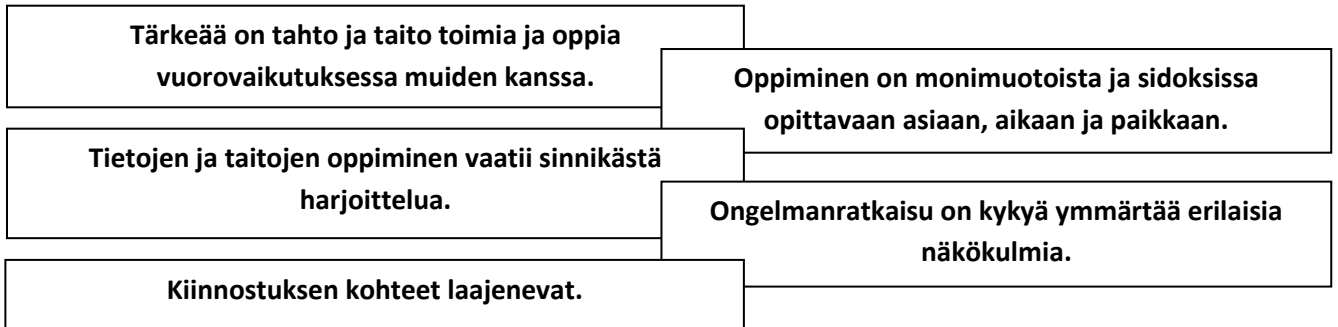 Tärkeää on tahto ja taito toimia ja oppia
vuorovaikutuksessa muiden kanssa.
Oppiminen on monimuotoista ja sidoksissa
opittavaan asiaan, aikaan ja paikkaan.
Tietojen ja taitojen oppiminen vaatii sinnikästä
harjoittelua.
Ongelmanratkaisu on kykyä ymmärtää erilaisia
näkökulmia.
Kiinnostuksen kohteet laajenevat.